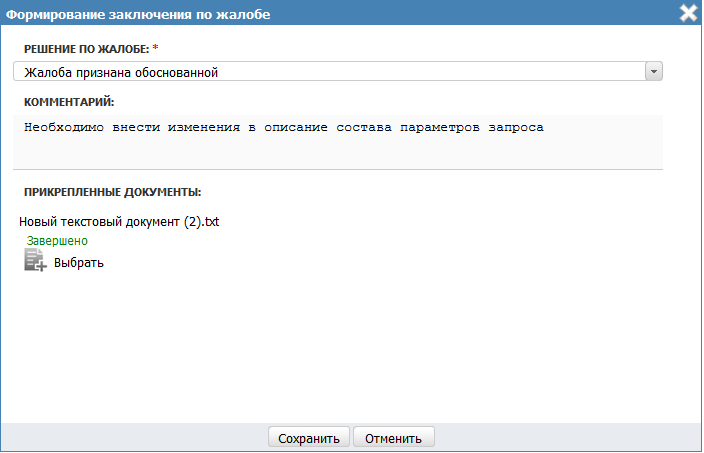 Формирование заключения по жалобе
РЕШЕНИЕ ПО ЖАЛОБЕ: *
Жалоба признана обоснованной
КОММЕНТАРИЙ:
Необходимо внести изменения в описание состава параметров запроса
ПРИКРЕПЛЕННЫЕ ДОКУМЕНТЫ:
Новый текстовый документ (2).txt
Завершено
Выбрать
Сохранить Отменить